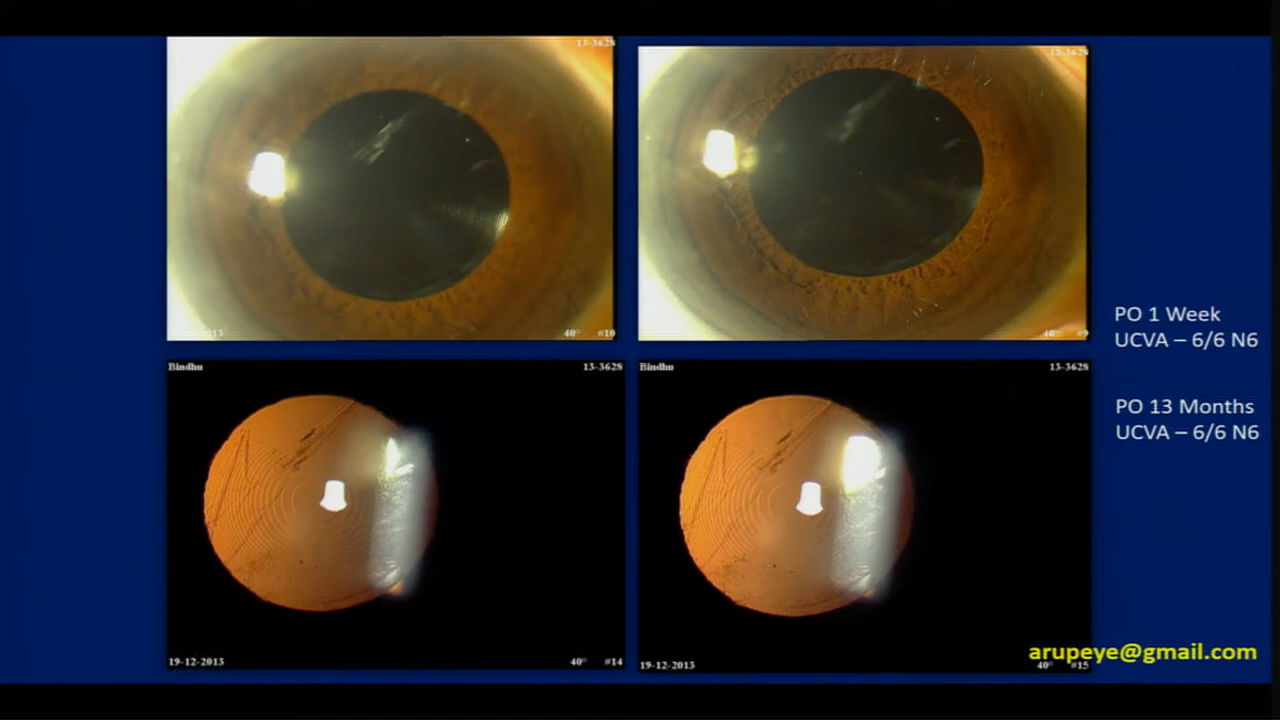 13-3628
13-3628
13
40° #10
40° #9
PO 1 Week
UCVA – 6/6 N6
PO 13 Months
UCVA – 6/6 N6
Bindhu
13-3628
Bindhu
13-3628
19-12-2013
40° #14
19-12-2013
40° #15
arupeye@gmail.com